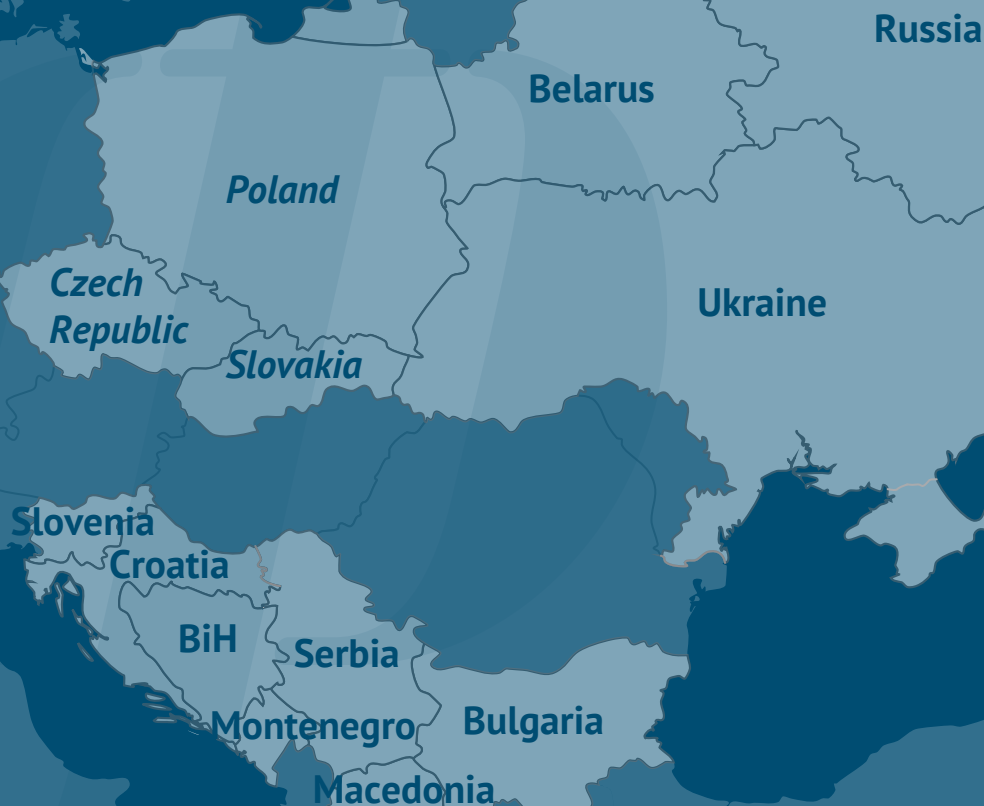 Russia
Belarus
Poland
Czech
Republic
Ukraine
Slovakia
Slovenia
Croatia
BiH
Serbia
Montenegro
Bulgaria
Macedonia